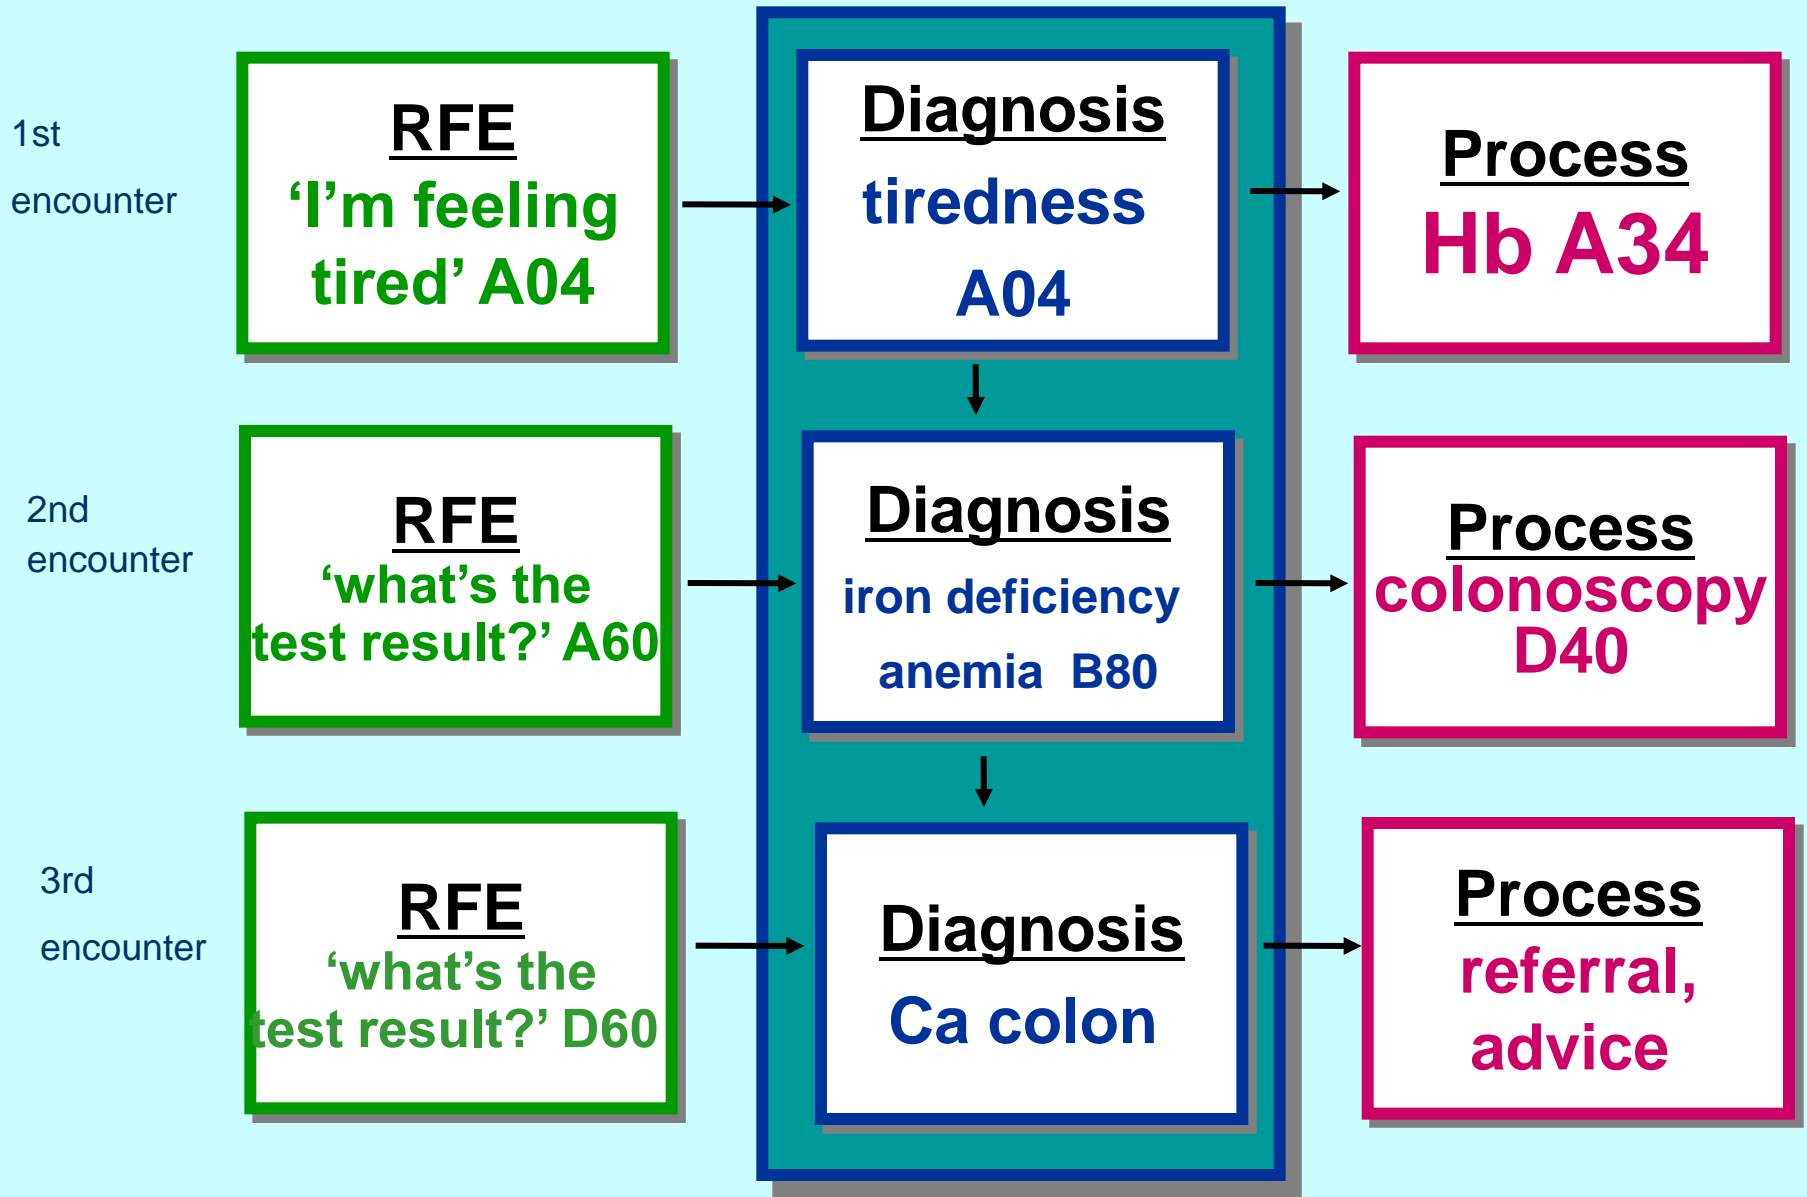 1st
encounter
RFE
‘I’m feeling
tired’ A04
Diagnosis
tiredness
A04
Process
Hb A34
2nd
encounter
RFE
‘what’s the
test result?’ A60
Diagnosis
iron deficiency
anemia B80
Process
colonoscopy
D40
3rd
encounter
RFE
‘what’s the
test result?’ D60
Diagnosis
Ca colon
Process
referral,
advice